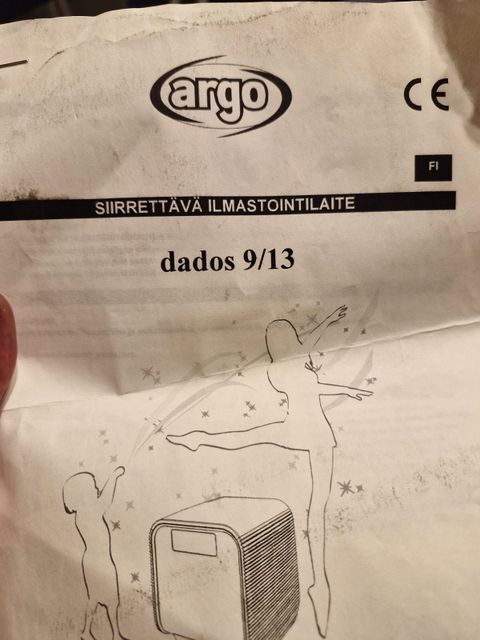 argo
CE
FI
SIIRRETTÄVÄ ILMASTOINTILAITE
dados 9/13